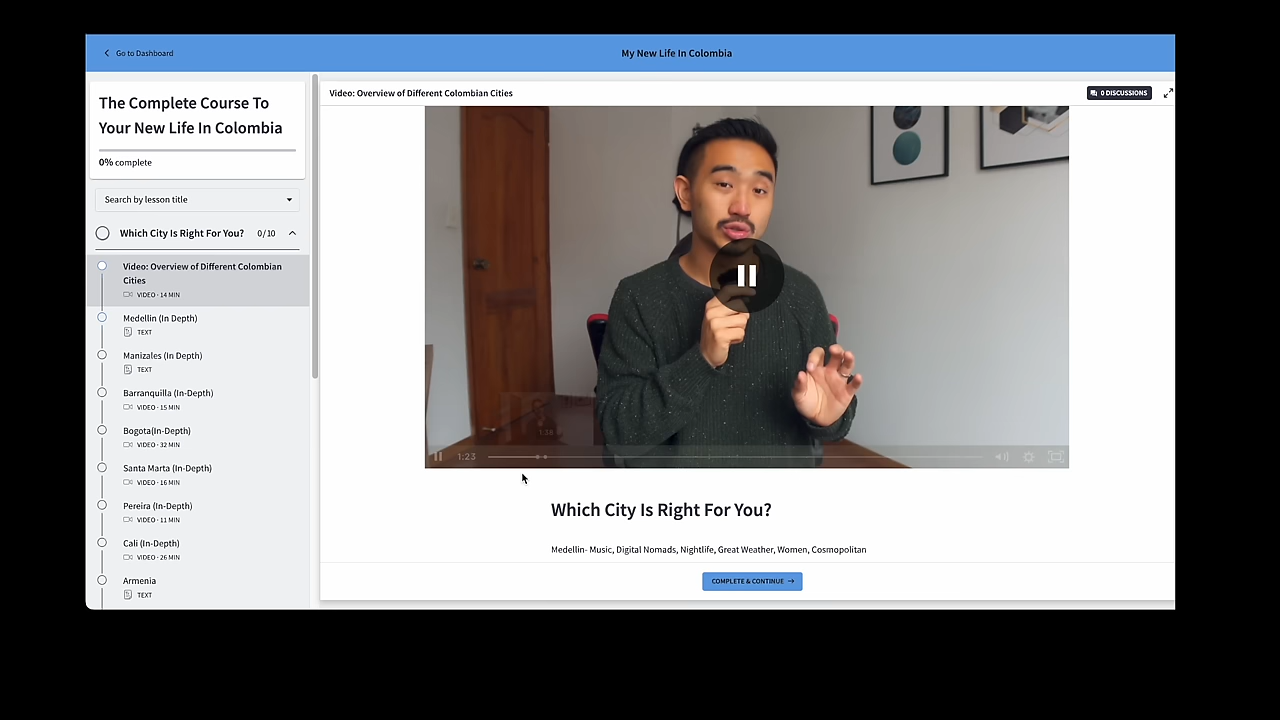 Go to Dashboard
My New Life In Colombia
The Complete Course To
Your New Life In Colombia
0% complete
Search by lesson title
Which City Is Right For You? 0/10
Video: Overview of Different Colombian
Cities
VIDEO · 14 MIN
Medellin (In Depth)
TEXT
Manizales (In Depth)
TEXT
Barranquilla (In-Depth)
VIDEO · 15 MIN
Bogota(In-Depth)
VIDEO · 32 MIN
Santa Marta (In-Depth)
VIDEO · 16 MIN
Pereira (In-Depth)
VIDEO · 11 MIN
Cali (In-Depth)
VIDEO · 26 MIN
Armenia
TEXT
Video: Overview of Different Colombian Cities
0 DISCUSSIONS
1:38
1:23
Which City Is Right For You?
Medellin- Music, Digital Nomads, Nightlife, Great Weather, Women, Cosmopolitan
COMPLETE & CONTINUE →